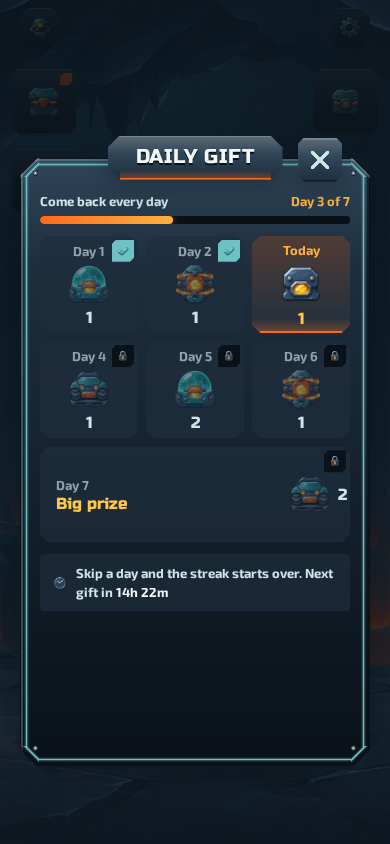 DAILY GIFT
Come back every day
Day 3 of 7
Day 1
1
Day 2
1
Today
1
Day 4
1
Day 5
2
Day 6
1
Day 7
Big prize
2
Skip a day and the streak starts over. Next
gift in 14h 22m